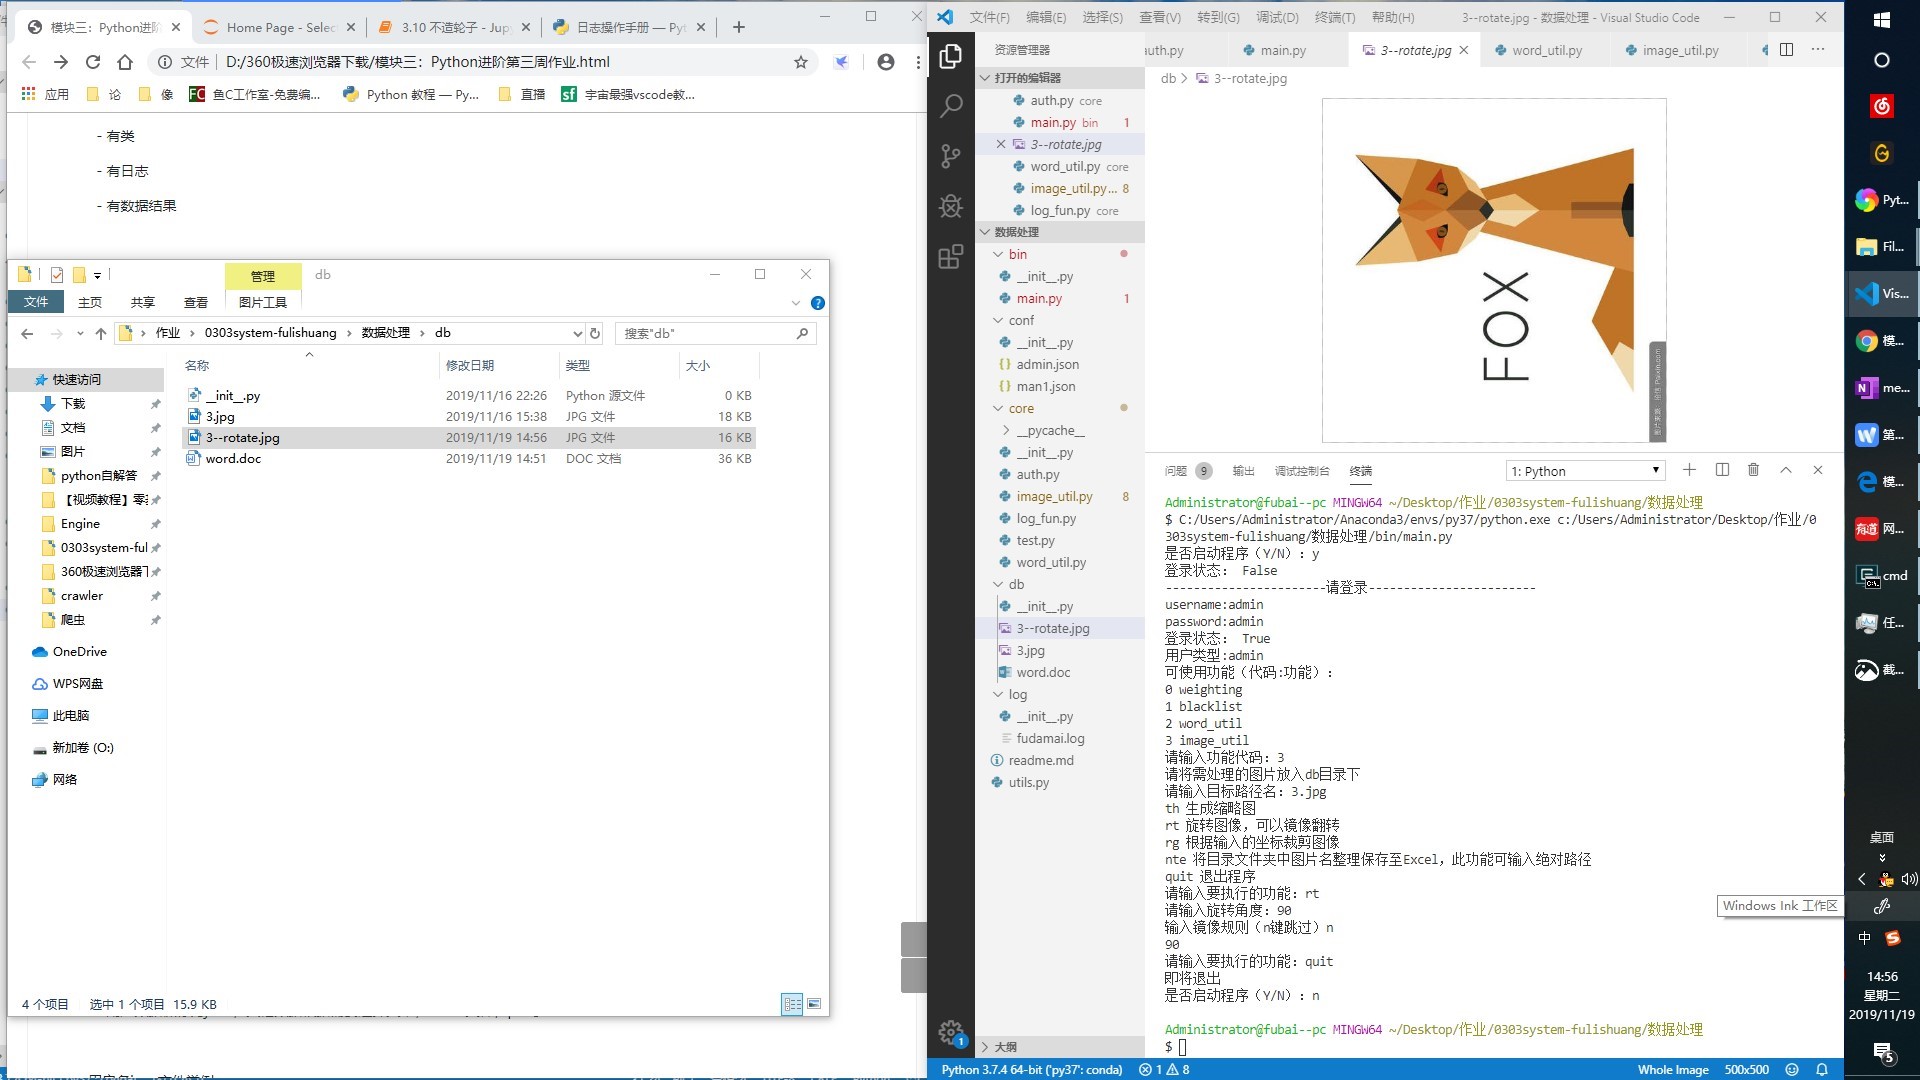 模块三：Python进阶
Home Page - Selec
3.10 不造轮子 - Jup
日志操作手册 — Pyt
文件
D:/360极速浏览器下载/模块三：Python进阶第三周作业.html
应用
论
像
鱼C工作室-免费编...
Python 教程 — Py...
直播
宇宙最强vscode教...
- 有类
- 有日志
- 有数据结果
管理
db
文件
主页
共享
查看
图片工具
作业
0303system-fulishuang
数据处理
db
搜索"db"
名称
修改日期
类型
大小
快速访问
下载
文档
图片
python自解答
【视频教程】零
Engine
0303system-ful
360极速浏览器下
crawler
爬虫
OneDrive
WPS网盘
此电脑
新加卷 (O:)
网络
__init__.py 2019/11/16 22:26 Python 源文件 0 KB
3.jpg 2019/11/16 15:38 JPG 文件 18 KB
3--rotate.jpg 2019/11/19 14:56 JPG 文件 16 KB
word.doc 2019/11/19 14:51 DOC 文档 36 KB
4 个项目
选中 1 个项目 15.9 KB
文件(F)
编辑(E)
选择(S)
查看(V)
转到(G)
调试(D)
终端(T)
帮助(H)
3--rotate.jpg - 数据处理 - Visual Studio Code
资源管理器
auth.py
main.py
3--rotate.jpg
word_util.py
image_util.py
打开的编辑器
auth.py core
main.py bin 1
3--rotate.jpg
word_util.py core
image_util.py... 8
log_fun.py core
数据处理
bin
__init__.py
main.py 1
conf
__init__.py
admin.json
man1.json
core
__pycache__
__init__.py
auth.py
image_util.py 8
log_fun.py
test.py
word_util.py
db
__init__.py
3--rotate.jpg
3.jpg
word.doc
log
__init__.py
fudamai.log
readme.md
utils.py
大纲
db
3--rotate.jpg
FOX
问题 9
输出
调试控制台
终端
1: Python
Administrator@fubai--pc MINGW64 ~/Desktop/作业/0303system-fulishuang/数据处理
$ C:/Users/Administrator/Anaconda3/envs/py37/python.exe c:/Users/Administrator/Desktop/作业/0
303system-fulishuang/数据处理/bin/main.py
是否启动程序（Y/N）：y
登录状态： False
-----------------------请登录------------------------
username:admin
password:admin
登录状态： True
用户类型:admin
可使用功能（代码:功能）：
0 weighting
1 blacklist
2 word_util
3 image_util
请输入功能代码：3
请将需处理的图片放入db目录下
请输入目标路径名：3.jpg
th 生成缩略图
rt 旋转图像，可以镜像翻转
rg 根据输入的坐标裁剪图像
nte 将目录文件夹中图片名整理保存至Excel，此功能可输入绝对路径
quit 退出程序
请输入要执行的功能：rt
请输入旋转角度：90
输入镜像规则（n键跳过）n
90
请输入要执行的功能：quit
即将退出
是否启动程序（Y/N）：n
Administrator@fubai--pc MINGW64 ~/Desktop/作业/0303system-fulishuang/数据处理
$
Python 3.7.4 64-bit ('py37': conda)
1
8
Whole Image
500x500
Windows Ink 工作区
Pyt...
Fil...
Vis...
模...
me...
第...
模...
网...
cmd
任...
截...
桌面
中
14:56
星期二
2019/11/19
5